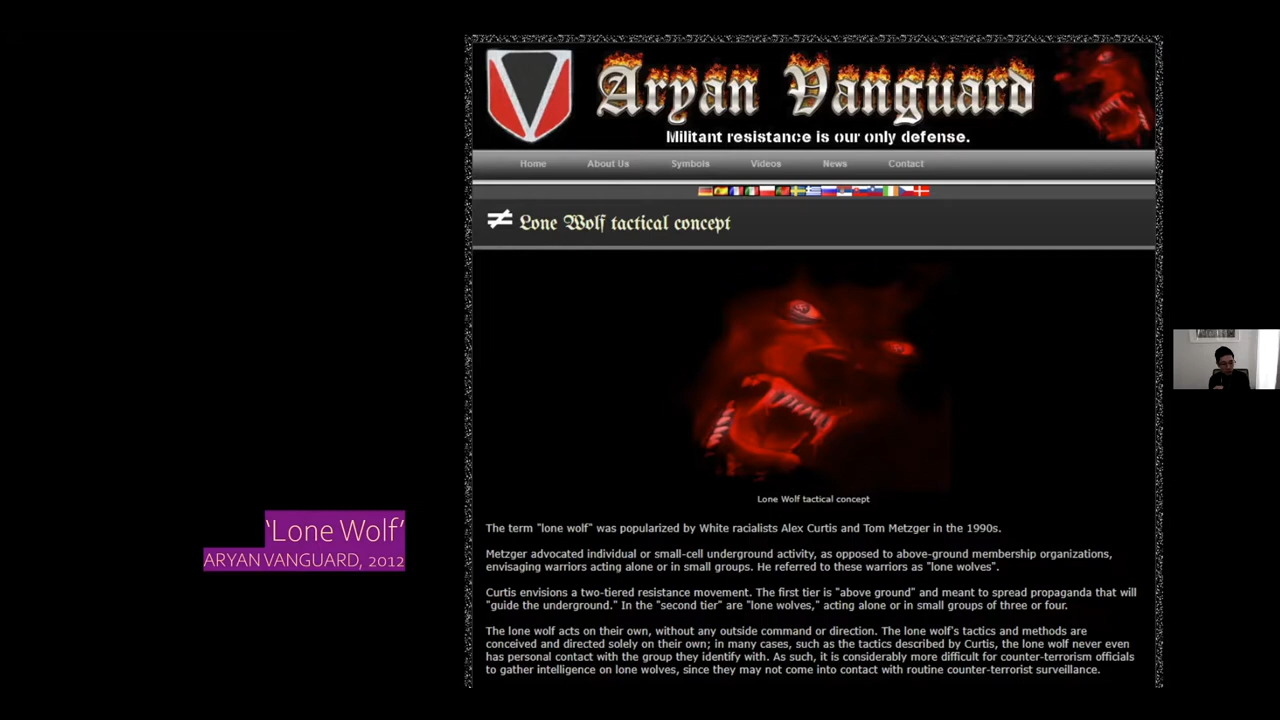 Aryan Vanguard
Militant resistance is our only defense.
Home About Us Symbols Videos News Contact
≠ Lone Wolf tactical concept
Lone Wolf tactical concept
The term "lone wolf" was popularized by White racialists Alex Curtis and Tom Metzger in the 1990s.
Metzger advocated individual or small-cell underground activity, as opposed to above-ground membership organizations,
envisaging warriors acting alone or in small groups. He referred to these warriors as "lone wolves".
Curtis envisions a two-tiered resistance movement. The first tier is "above ground" and meant to spread propaganda that will
"guide the underground." In the "second tier" are "lone wolves," acting alone or in small groups of three or four.
The lone wolf acts on their own, without any outside command or direction. The lone wolf's tactics and methods are
conceived and directed solely on their own; in many cases, such as the tactics described by Curtis, the lone wolf never even
has personal contact with the group they identify with. As such, it is considerably more difficult for counter-terrorism officials
to gather intelligence on lone wolves, since they may not come into contact with routine counter-terrorist surveillance.
‘Lone Wolf’
ARYAN VANGUARD, 2012